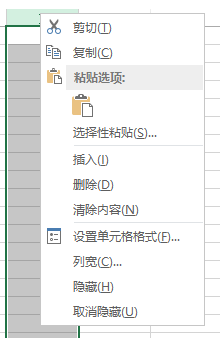 剪切(T)
复制(C)
粘贴选项:
选择性粘贴(S)...
插入(I)
删除(D)
清除内容(N)
设置单元格格式(F)...
列宽(C)...
隐藏(H)
取消隐藏(U)